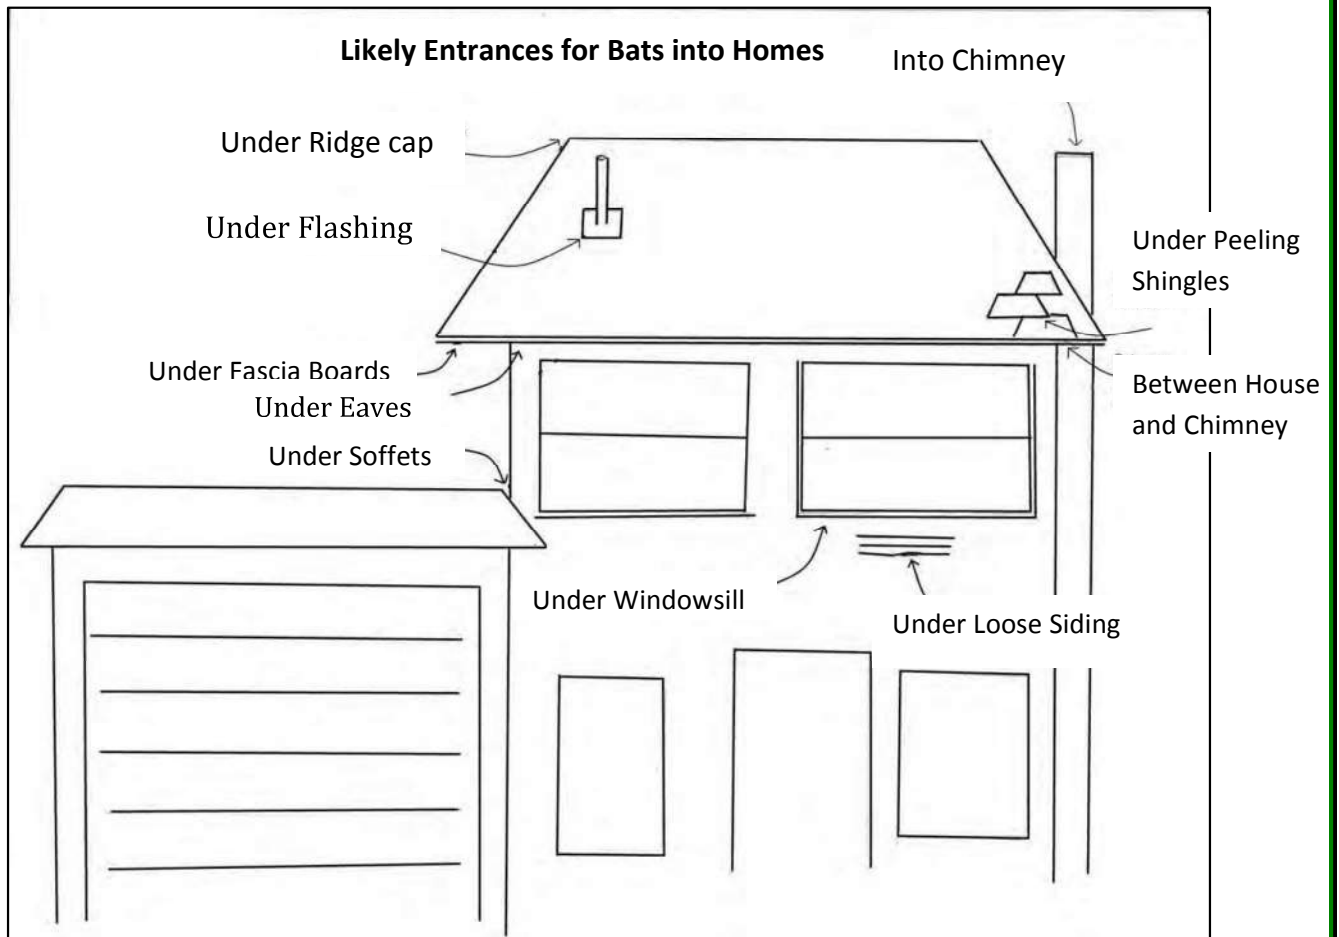 Likely Entrances for Bats into Homes
Into Chimney
Under Ridge cap
Under Flashing
Under Peeling
Shingles
Under Fascia Boards
Under Eaves
Between House
and Chimney
Under Soffets
Under Windowsill
Under Loose Siding